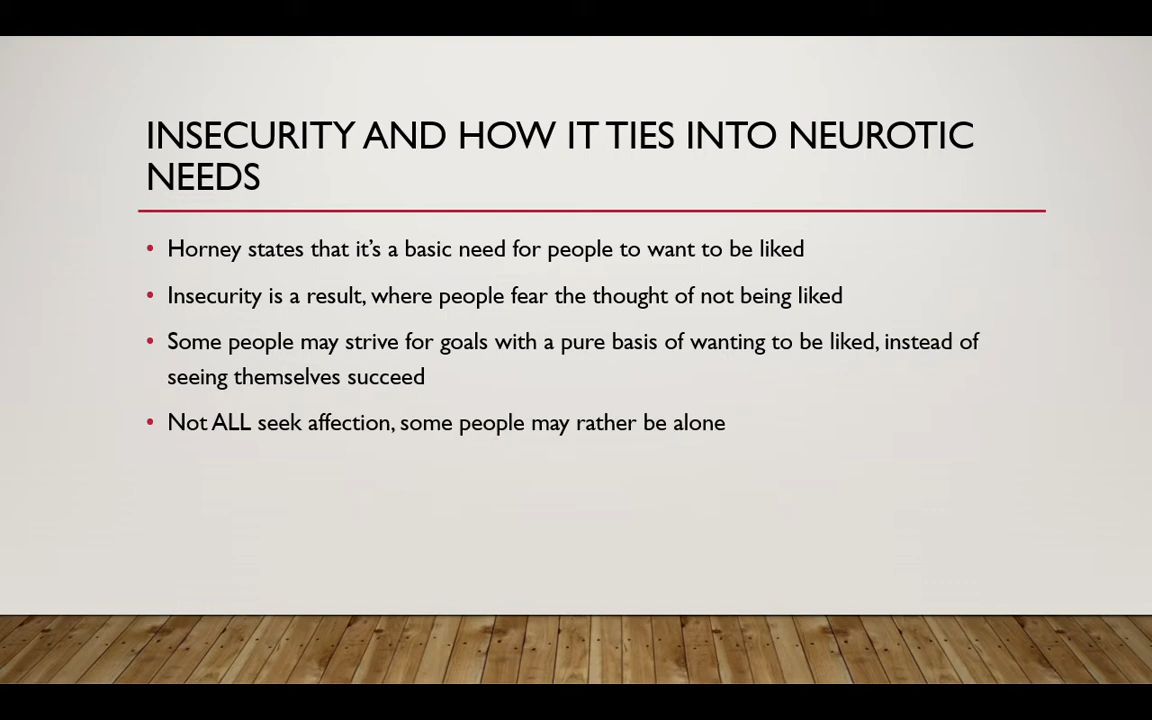 INSECURITY AND HOW IT TIES INTO NEUROTIC
NEEDS
• Horney states that it’s a basic need for people to want to be liked
• Insecurity is a result, where people fear the thought of not being liked
• Some people may strive for goals with a pure basis of wanting to be liked, instead of
seeing themselves succeed
• Not ALL seek affection, some people may rather be alone